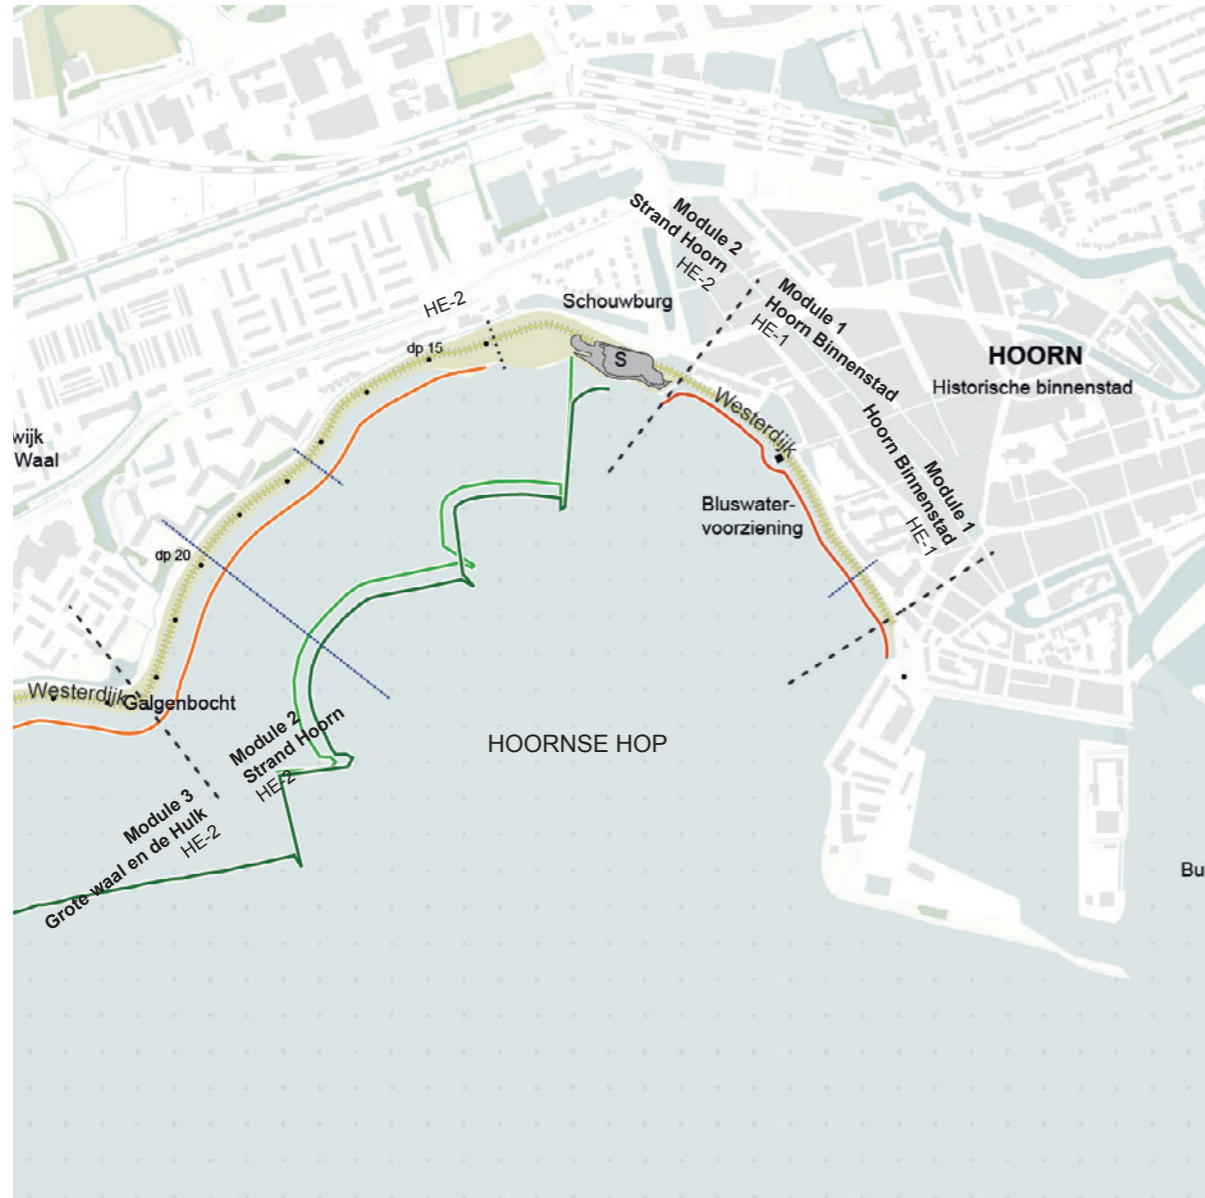 Module 2
Strand Hoorn
HE-2
Module 1
Hoorn Binnenstad
HE-1
HE-2
Schouwburg
dp 15
S
HOORN
Historische binnenstad
Westerdijk
wijk
Waal
Module 1
Hoorn Binnenstad
HE-1
Bluswater-
voorziening
dp 20
Westerdijk
Galgenbocht
Module 2
Strand Hoorn
HE-2
HOORNSE HOP
Module 3
Grote waal en de Hulk
HE-2
Bu